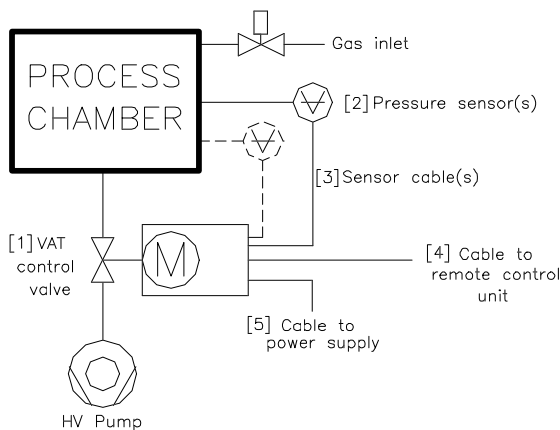 PROCESS
CHAMBER
Gas inlet
[2] Pressure sensor(s)
[3] Sensor cable(s)
[1] VAT
control
valve
M
[4] Cable to
remote control
unit
[5] Cable to
power supply
HV Pump